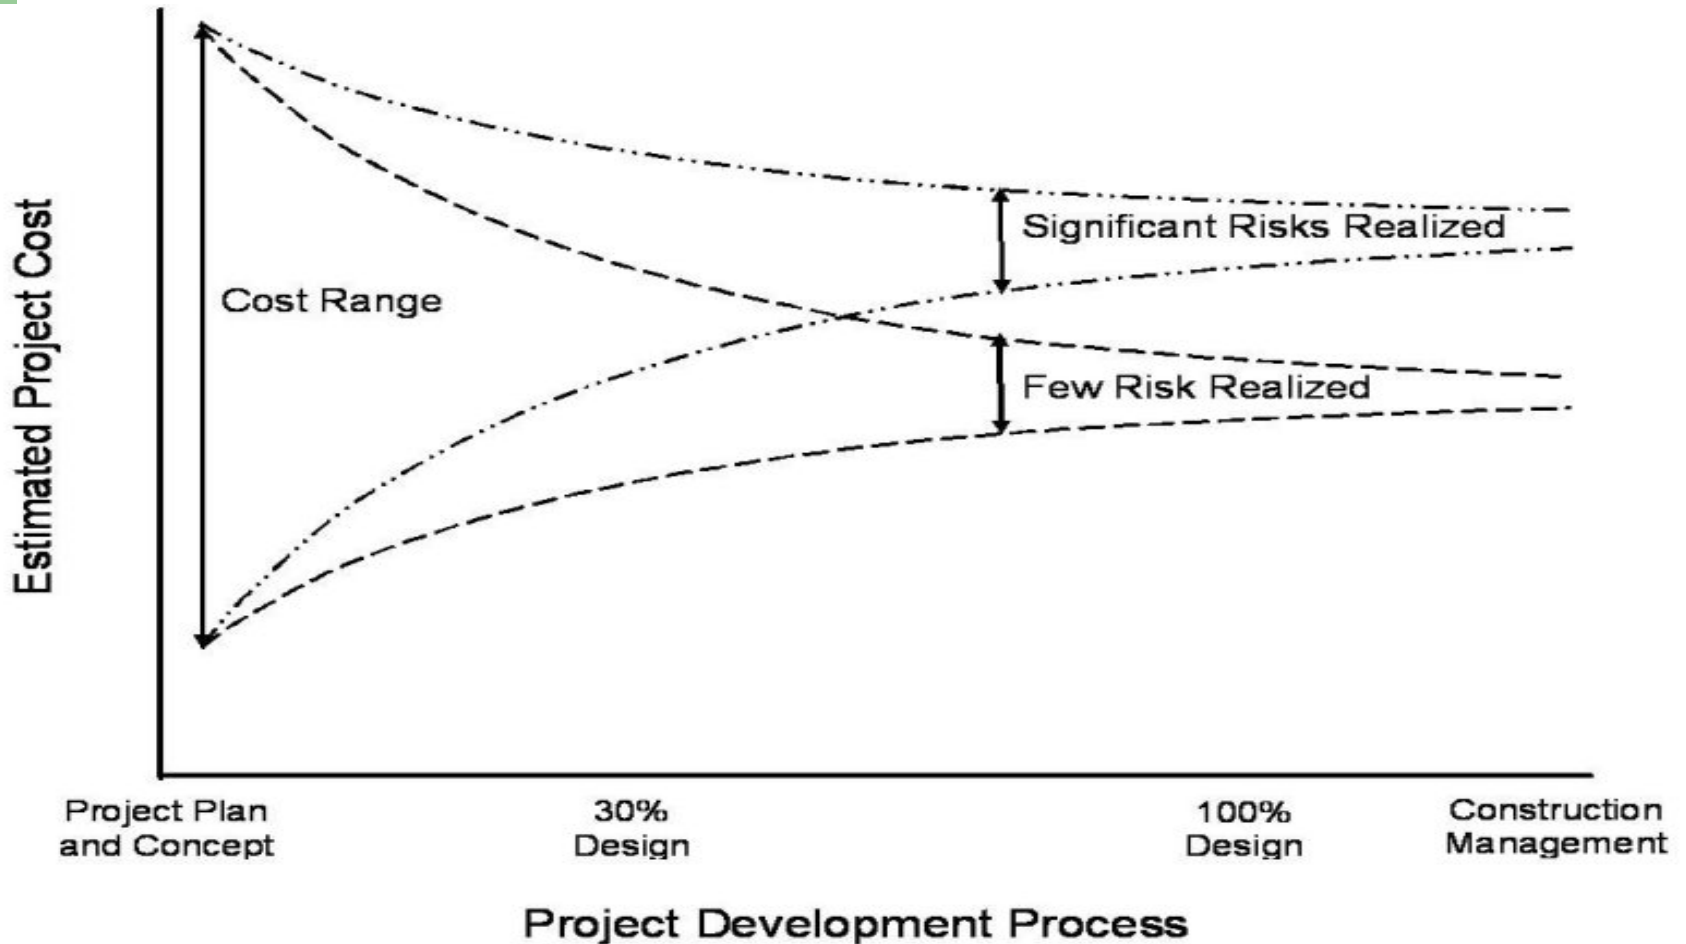 Estimated Project Cost
Cost Range
Significant Risks Realized
Few Risk Realized
Project Plan
and Concept
30%
Design
100%
Design
Construction
Management
Project Development Process